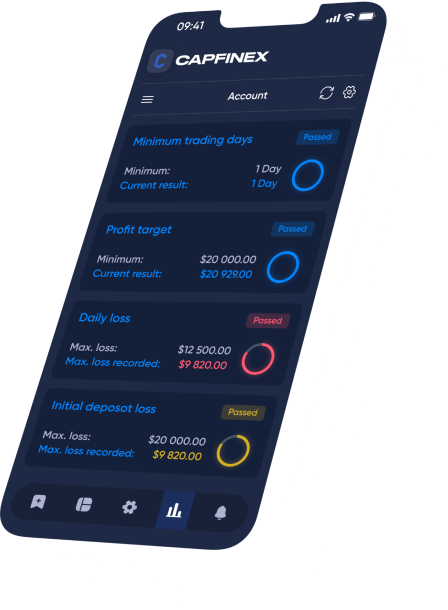 09:41
C CAPFINEX
Account
Minimum trading days Passed
Minimum: 1 Day
Current result: 1 Day
Profit target Passed
Minimum: $20 000.00
Current result: $20 929.00
Daily loss Passed
Max. loss: $12 500.00
Max. loss recorded: $9 820.00
Initial deposot loss Passed
Max. loss: $20 000.00
Max. loss recorded: $9 820.00